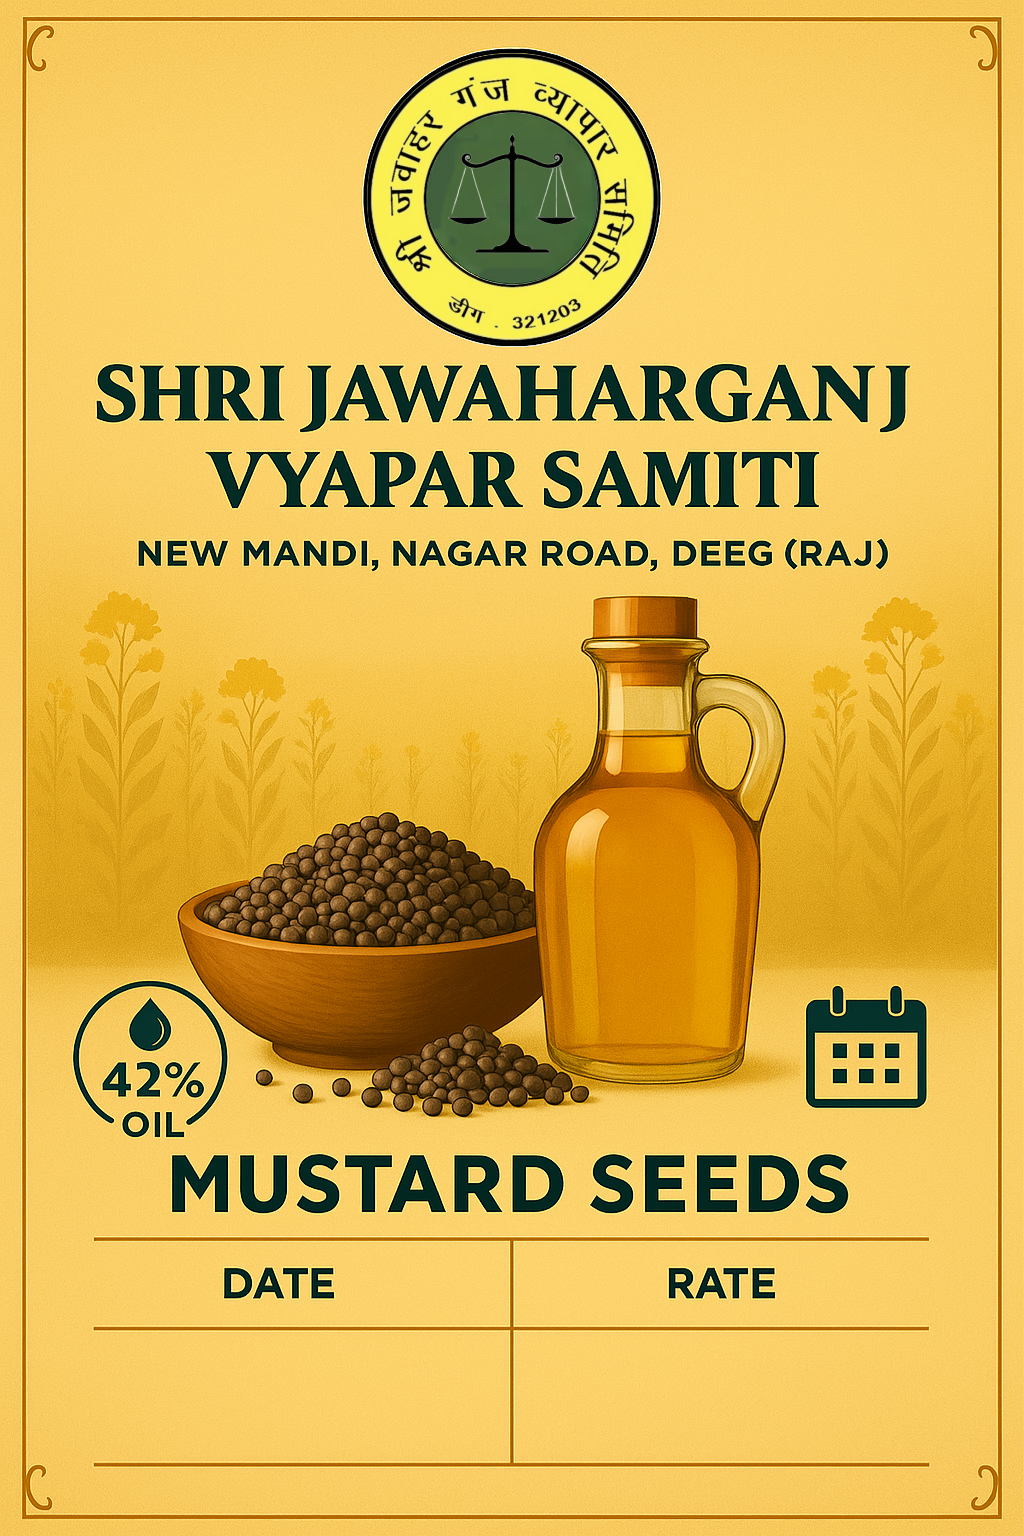 श्री जवाहर गंज व्यापार समिति
डीग . 321203
SHRI JAWAHARGANJ
VYAPAR SAMITI
NEW MANDI, NAGAR ROAD, DEEG (RAJ)
42%
OIL
MUSTARD SEEDS
DATE RATE